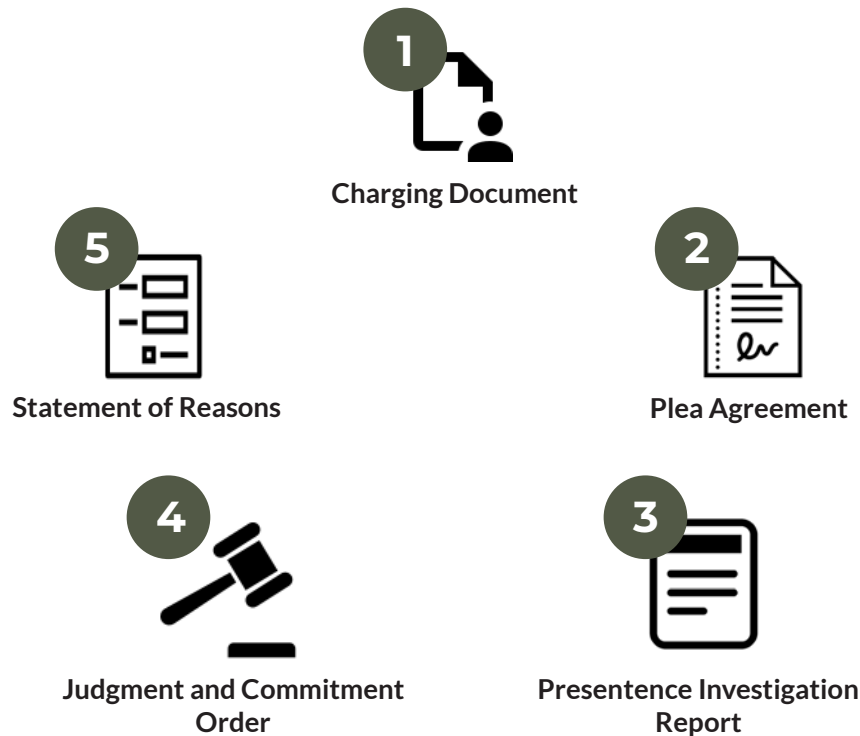 1
Charging Document
2
Plea Agreement
3
Presentence Investigation
Report
4
Judgment and Commitment
Order
5
Statement of Reasons